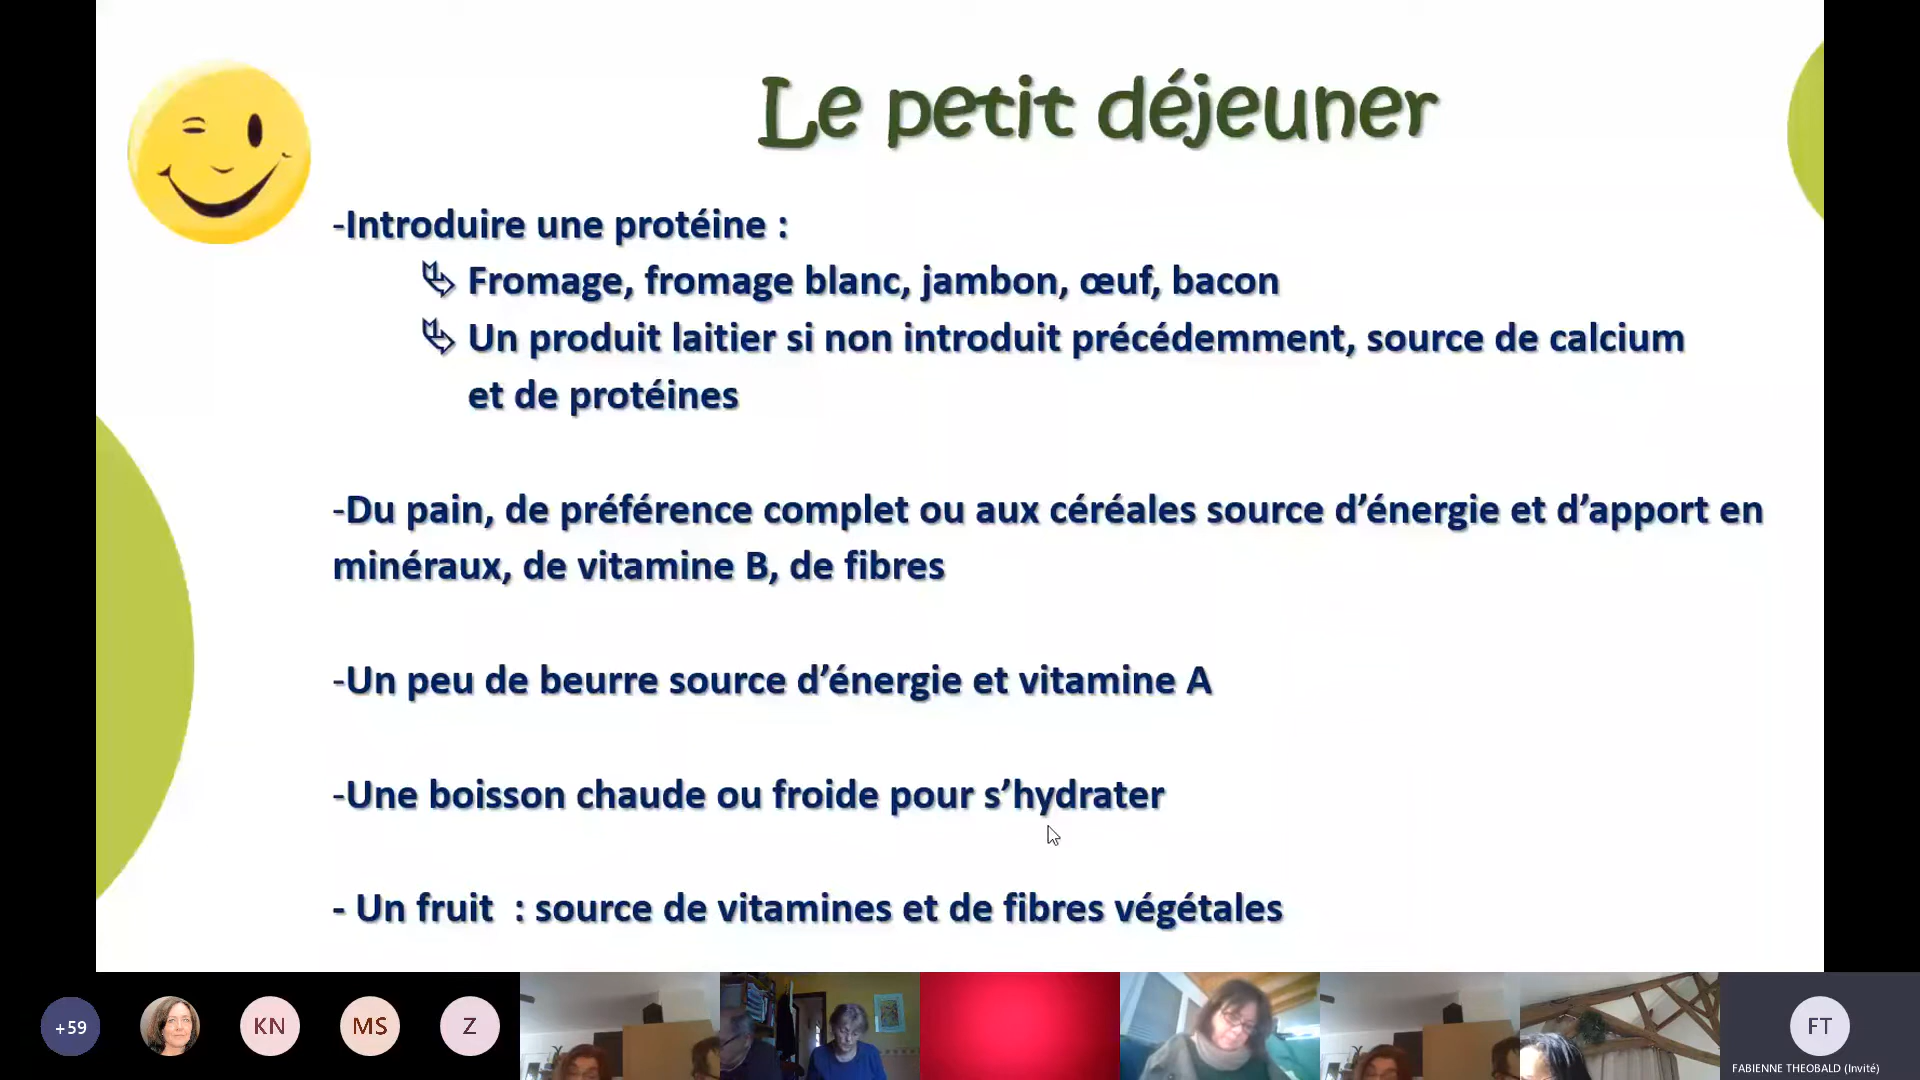 Le petit déjeuner
-Introduire une protéine :
Fromage, fromage blanc, jambon, œuf, bacon
Un produit laitier si non introduit précédemment, source de calcium
et de protéines
-Du pain, de préférence complet ou aux céréales source d’énergie et d’apport en
minéraux, de vitamine B, de fibres
-Un peu de beurre source d’énergie et vitamine A
-Une boisson chaude ou froide pour s’hydrater
- Un fruit : source de vitamines et de fibres végétales
+59
KN
MS
Z
FT
FABIENNE THEOBALD (Invité)